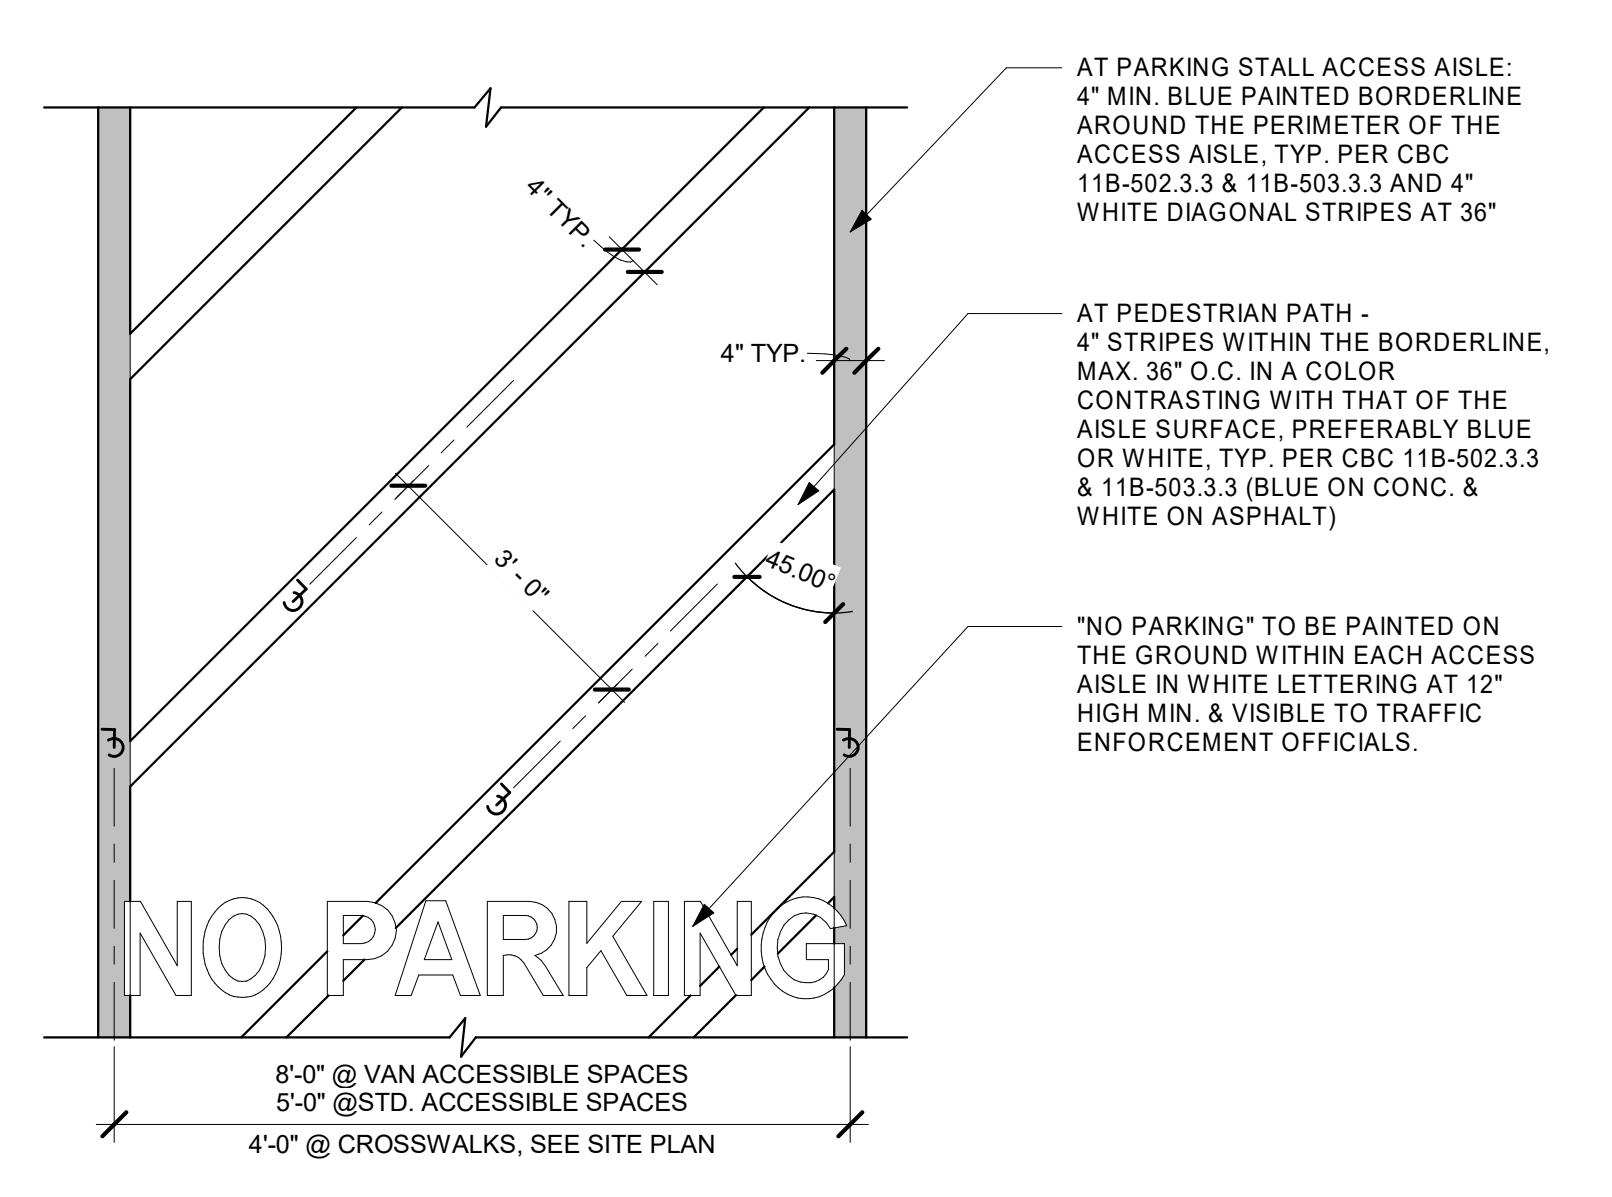 AT PARKING STALL ACCESS AISLE:
4" MIN. BLUE PAINTED BORDERLINE
AROUND THE PERIMETER OF THE
ACCESS AISLE, TYP. PER CBC
11B-502.3.3 & 11B-503.3.3 AND 4"
WHITE DIAGONAL STRIPES AT 36"
4" TYP.
AT PEDESTRIAN PATH -
4" STRIPES WITHIN THE BORDERLINE,
MAX. 36" O.C. IN A COLOR
CONTRASTING WITH THAT OF THE
AISLE SURFACE, PREFERABLY BLUE
OR WHITE, TYP. PER CBC 11B-502.3.3
& 11B-503.3.3 (BLUE ON CONC. &
WHITE ON ASPHALT)
4" TYP.
3' - 0"
45.00°
"NO PARKING" TO BE PAINTED ON
THE GROUND WITHIN EACH ACCESS
AISLE IN WHITE LETTERING AT 12"
HIGH MIN. & VISIBLE TO TRAFFIC
ENFORCEMENT OFFICIALS.
NO PARKING
8'-0" @ VAN ACCESSIBLE SPACES
5'-0" @STD. ACCESSIBLE SPACES
4'-0" @ CROSSWALKS, SEE SITE PLAN